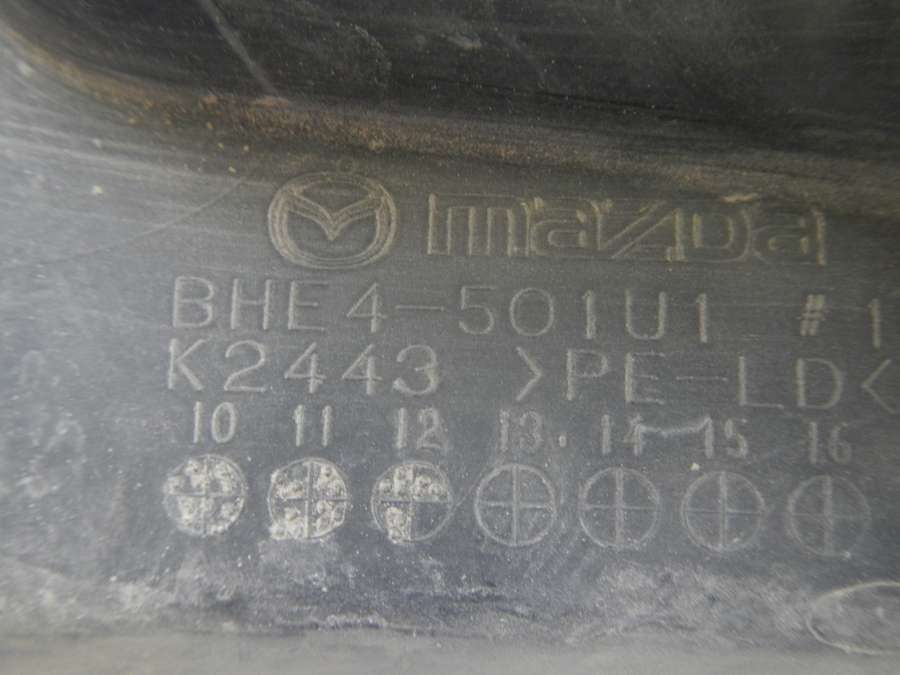 mazda
BHE4-501U1 #1
K2443 >PE-LD<
10 11 12 13 14 15 16